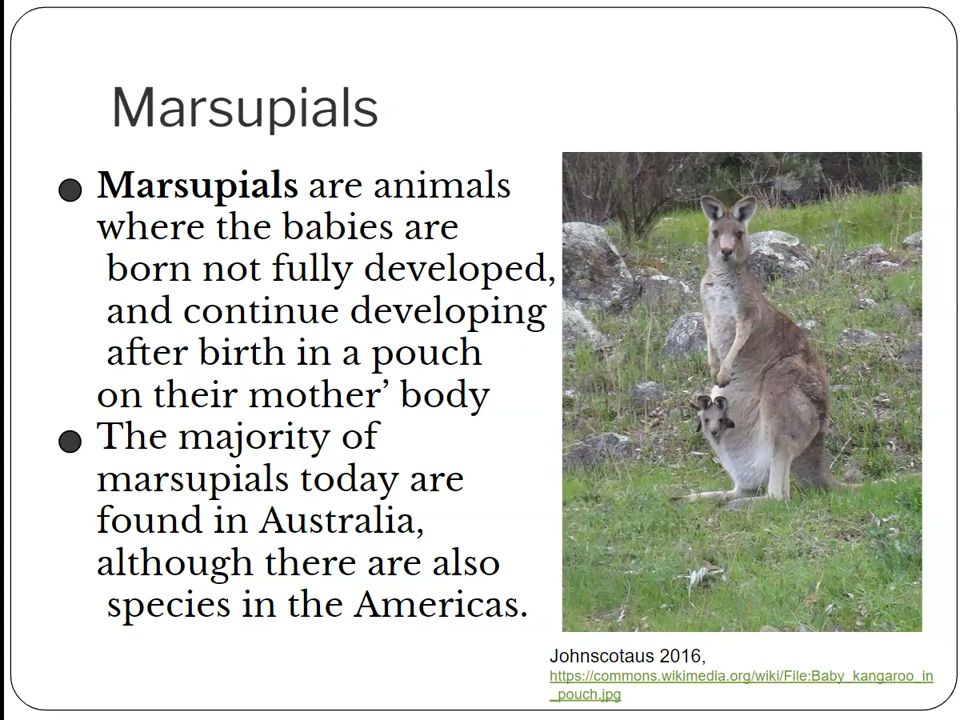 Marsupials
Marsupials are animals
where the babies are
born not fully developed,
and continue developing
after birth in a pouch
on their mother’ body
The majority of
marsupials today are
found in Australia,
although there are also
species in the Americas.
Johnscotaus 2016,
https://commons.wikimedia.org/wiki/File:Baby_kangaroo_in
_pouch.jpg